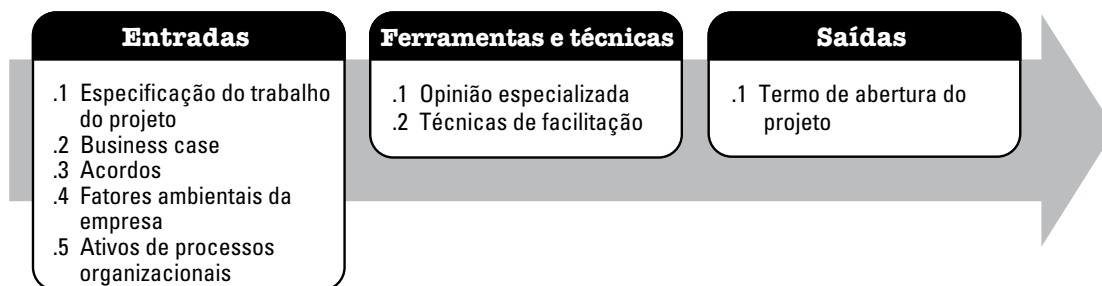 Entradas
.1 Especificação do trabalho
do projeto
.2 Business case
.3 Acordos
.4 Fatores ambientais da
empresa
.5 Ativos de processos
organizacionais
Ferramentas e técnicas
.1 Opinião especializada
.2 Técnicas de facilitação
Saídas
.1 Termo de abertura do
projeto